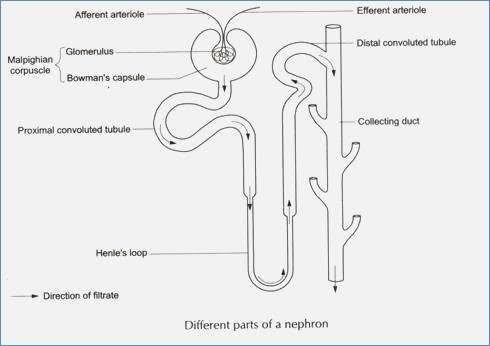 Afferent arteriole
Efferent arteriole
Malpighian
corpuscle
Glomerulus
Bowman's capsule
Distal convoluted tubule
Proximal convoluted tubule
Collecting duct
Henle's loop
Direction of filtrate
Different parts of a nephron